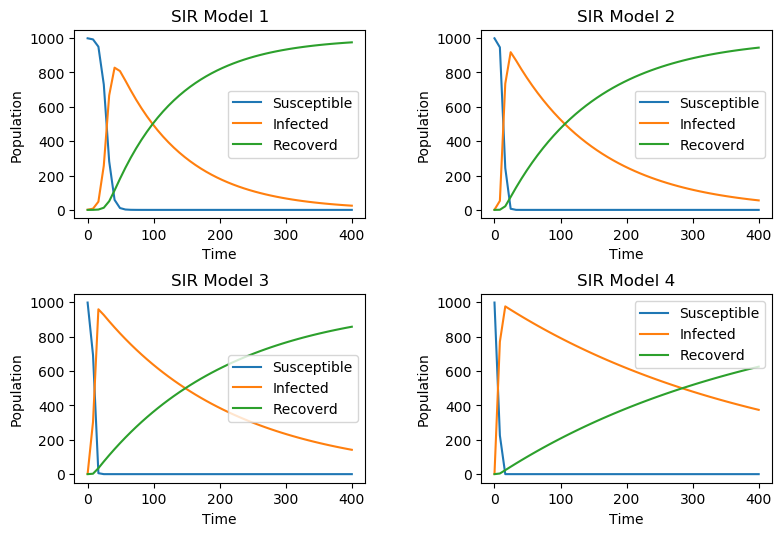 SIR Model 1
1000
800
600
400
200
0
Population
Susceptible
Infected
Recoverd
0 100 200 300 400
Time
SIR Model 2
1000
800
600
400
200
0
Population
Susceptible
Infected
Recoverd
0 100 200 300 400
Time
SIR Model 3
1000
800
600
400
200
0
Population
Susceptible
Infected
Recoverd
0 100 200 300 400
Time
SIR Model 4
1000
800
600
400
200
0
Population
Susceptible
Infected
Recoverd
0 100 200 300 400
Time